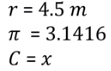 r = 4.5 m
π = 3.1416
C = x